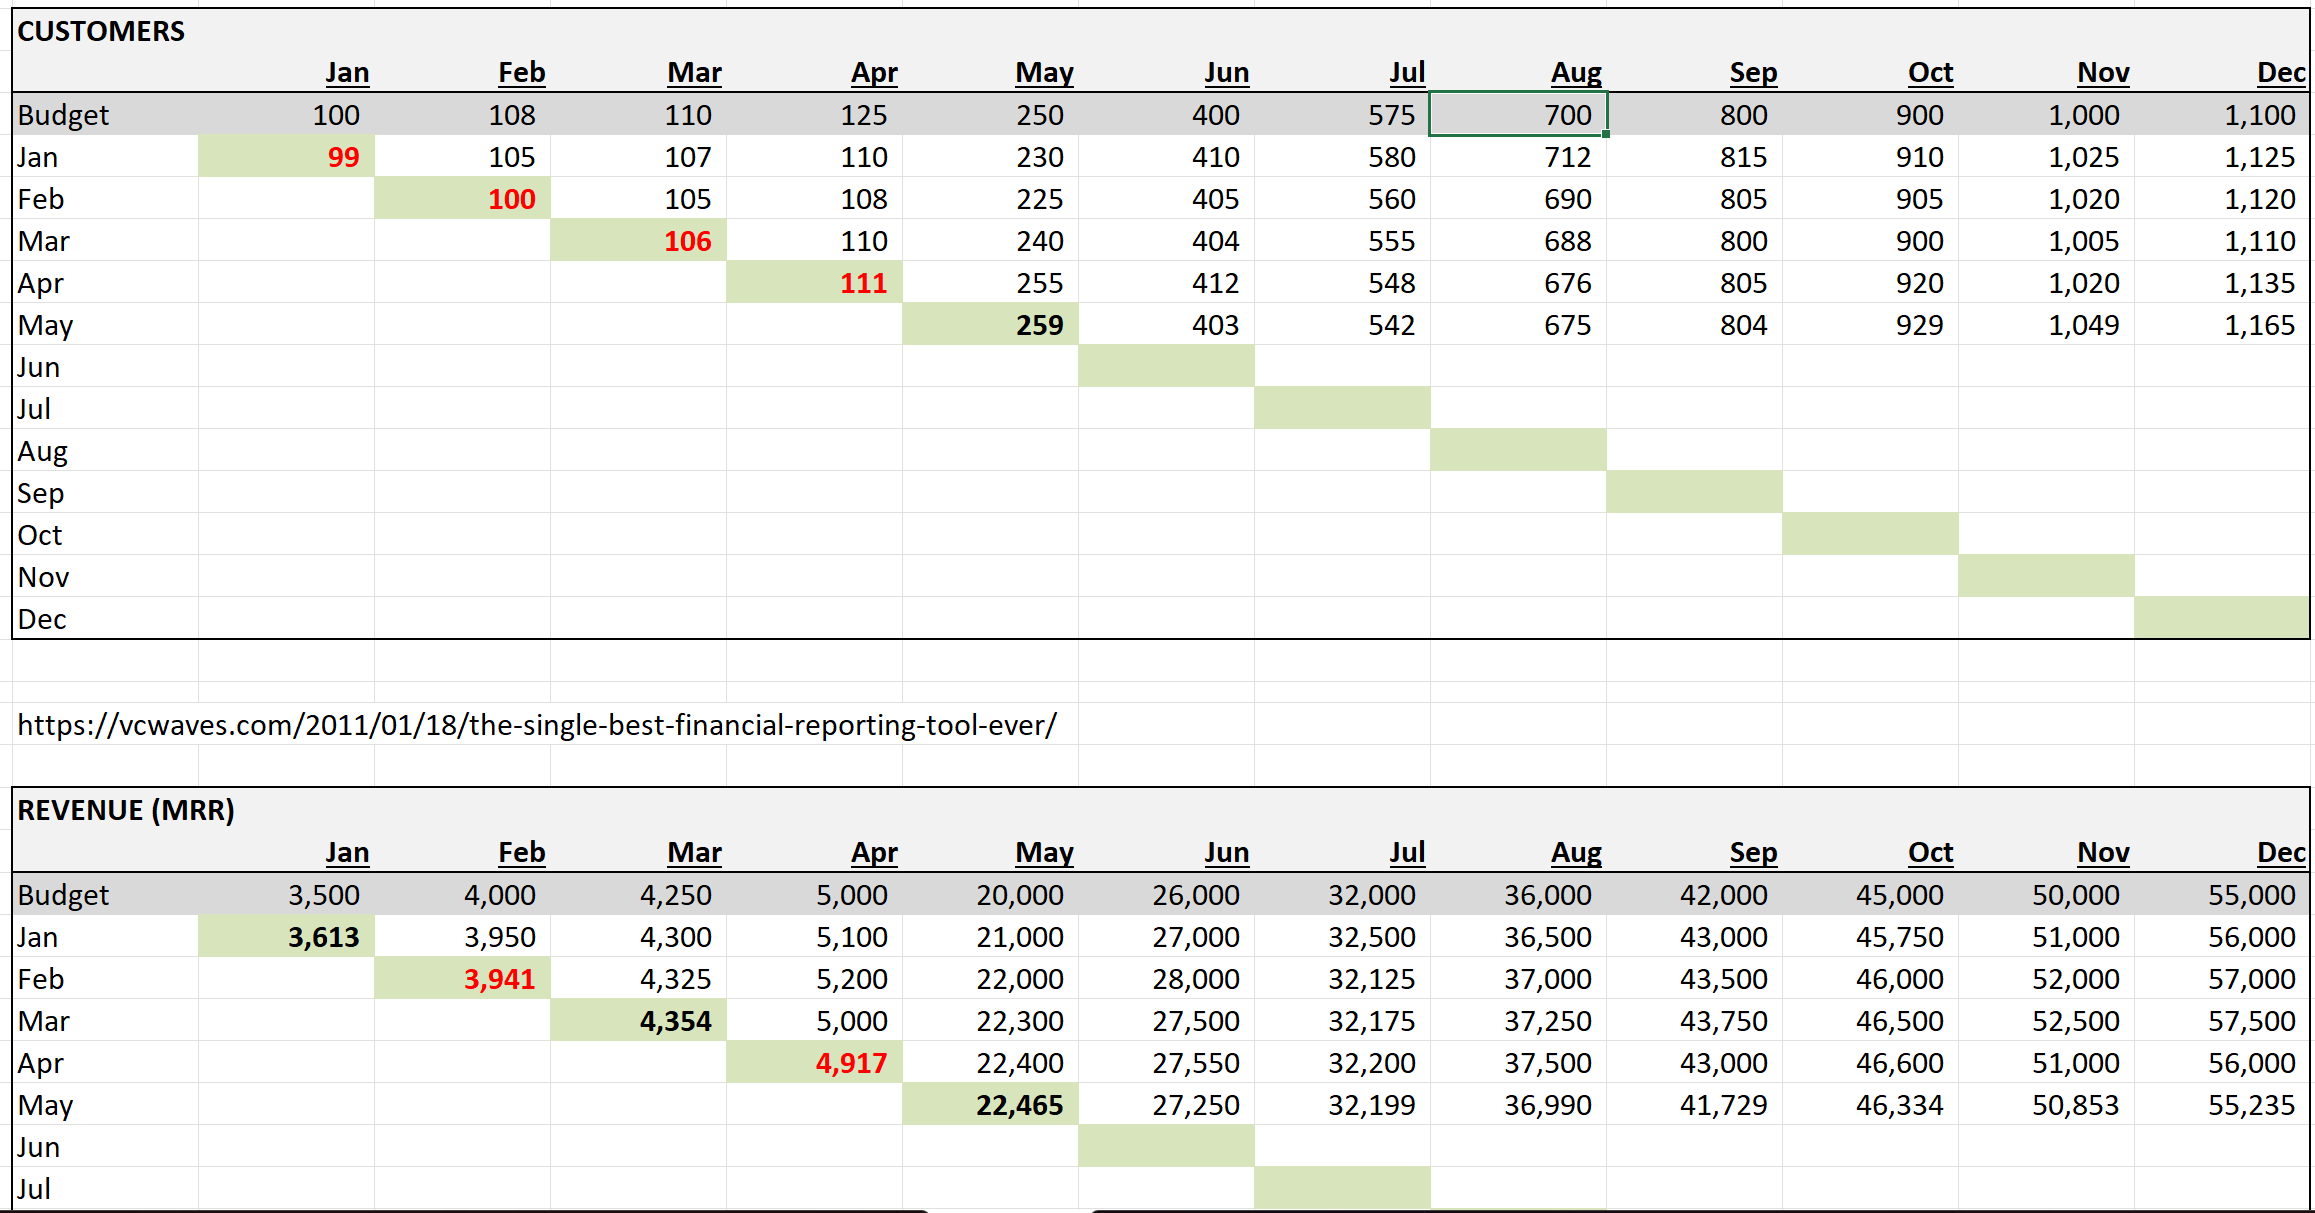 CUSTOMERS
Jan Feb Mar Apr May Jun Jul Aug Sep Oct Nov Dec
Budget 100 108 110 125 250 400 575 700 800 900 1,000 1,100
Jan 99 105 107 110 230 410 580 712 815 910 1,025 1,125
Feb 100 105 108 225 405 560 690 805 905 1,020 1,120
Mar 106 110 240 404 555 688 800 900 1,005 1,110
Apr 111 255 412 548 676 805 920 1,020 1,135
May 259 403 542 675 804 929 1,049 1,165
Jun
Jul
Aug
Sep
Oct
Nov
Dec
https://vcwaves.com/2011/01/18/the-single-best-financial-reporting-tool-ever/
REVENUE (MRR)
Jan Feb Mar Apr May Jun Jul Aug Sep Oct Nov Dec
Budget 3,500 4,000 4,250 5,000 20,000 26,000 32,000 36,000 42,000 45,000 50,000 55,000
Jan 3,613 3,950 4,300 5,100 21,000 27,000 32,500 36,500 43,000 45,750 51,000 56,000
Feb 3,941 4,325 5,200 22,000 28,000 32,125 37,000 43,500 46,000 52,000 57,000
Mar 4,354 5,000 22,300 27,500 32,175 37,250 43,750 46,500 52,500 57,500
Apr 4,917 22,400 27,550 32,200 37,500 43,000 46,600 51,000 56,000
May 22,465 27,250 32,199 36,990 41,729 46,334 50,853 55,235
Jun
Jul